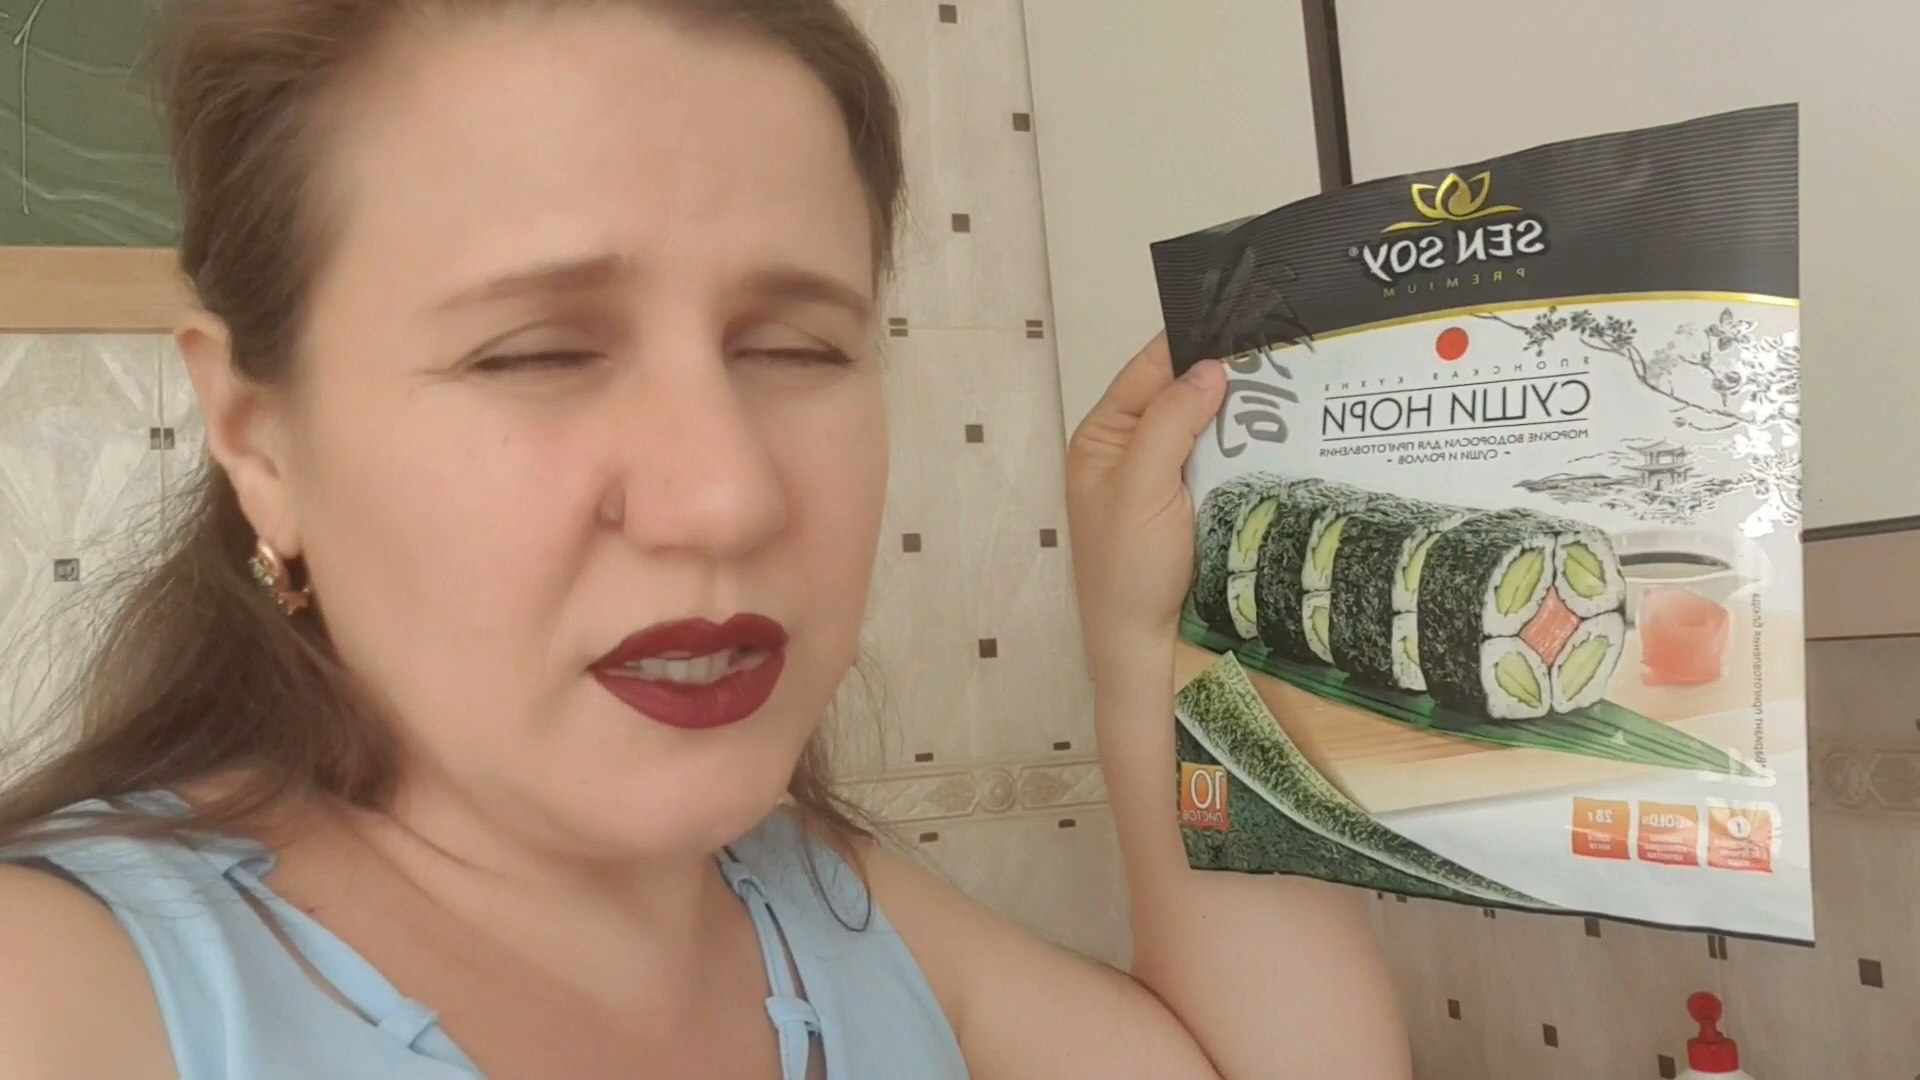 SEN SOY®
PREMIUM
ЯПОНСКАЯ КУХНЯ
СУШИ НОРИ
МОРСКИЕ ВОДОРОСЛИ ДЛЯ ПРИГОТОВЛЕНИЯ
- СУШИ И РОЛЛОВ -
Вариант приготовления блюда
10
ЛИСТОВ
«GOLD»
28 г